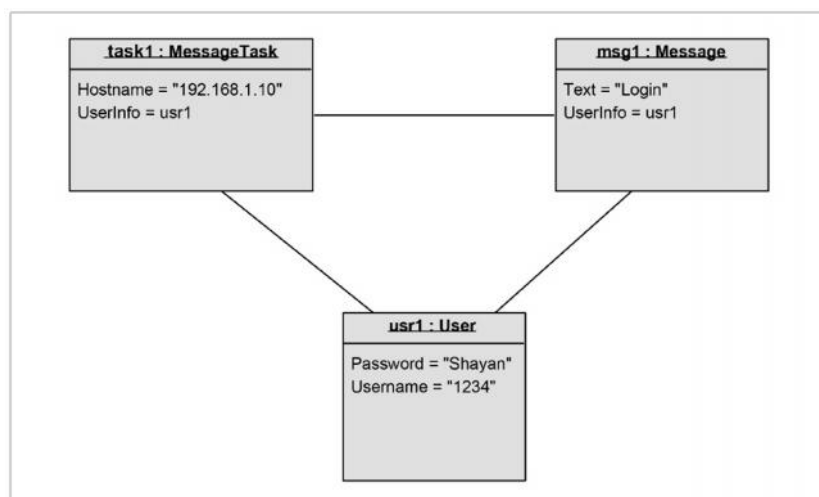 task1 : MessageTask
Hostname = "192.168.1.10"
UserInfo = usr1
msg1 : Message
Text = "Login"
UserInfo = usr1
usr1 : User
Password = "Shayan"
Username = "1234"